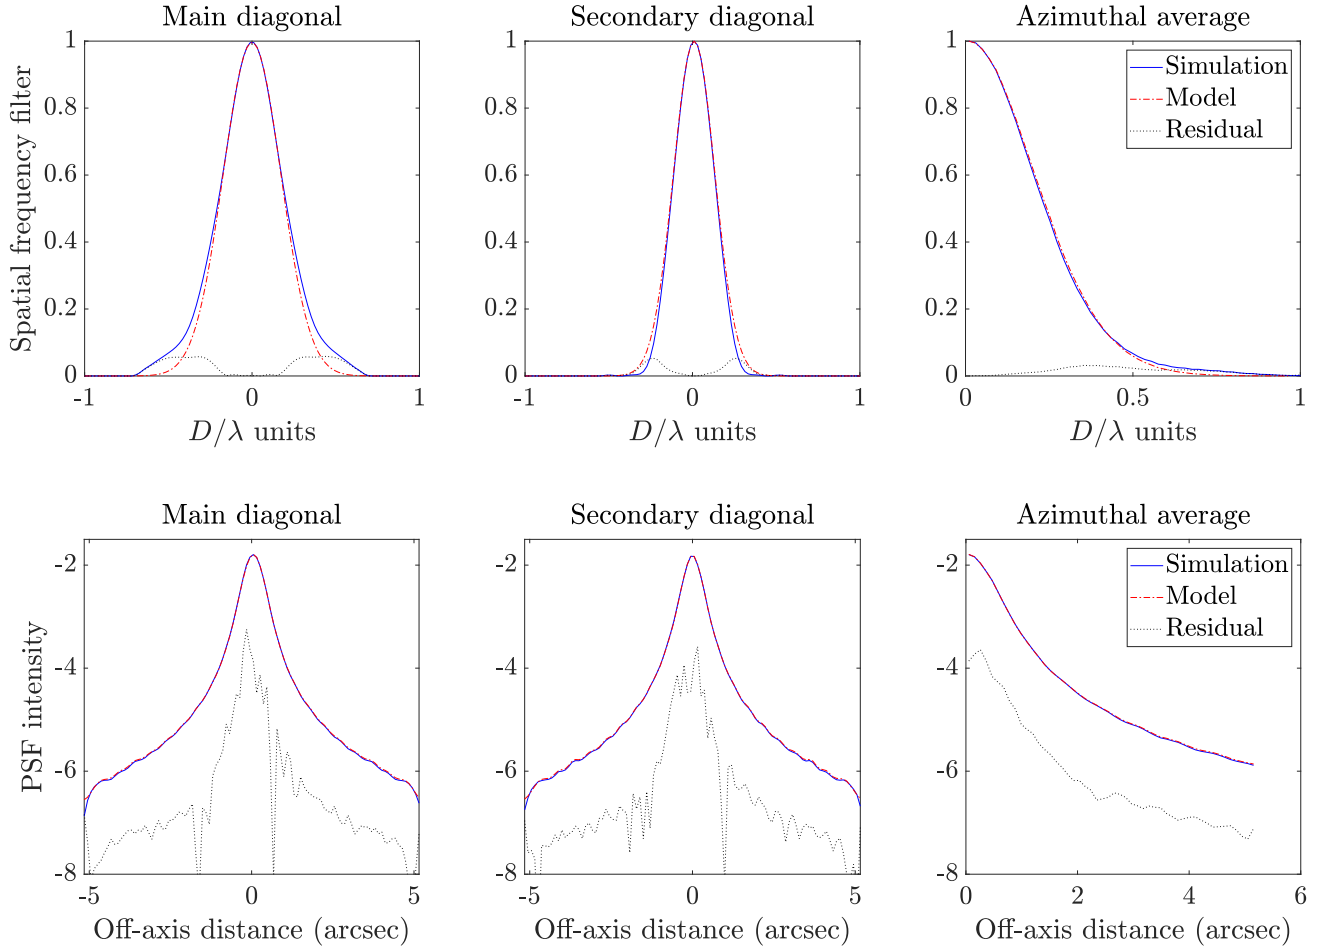 Main diagonal
Secondary diagonal
Azimuthal average
Spatial frequency filter
1
0.8
0.6
0.4
0.2
0
-1
0
1
D/λ units
1
0.8
0.6
0.4
0.2
0
-1
0
1
D/λ units
1
0.8
0.6
0.4
0.2
0
0
0.5
1
D/λ units
Simulation
Model
Residual
Main diagonal
Secondary diagonal
Azimuthal average
PSF intensity
-2
-4
-6
-8
-5
0
5
Off-axis distance (arcsec)
-2
-4
-6
-8
-5
0
5
Off-axis distance (arcsec)
-2
-4
-6
-8
0
2
4
6
Off-axis distance (arcsec)
Simulation
Model
Residual